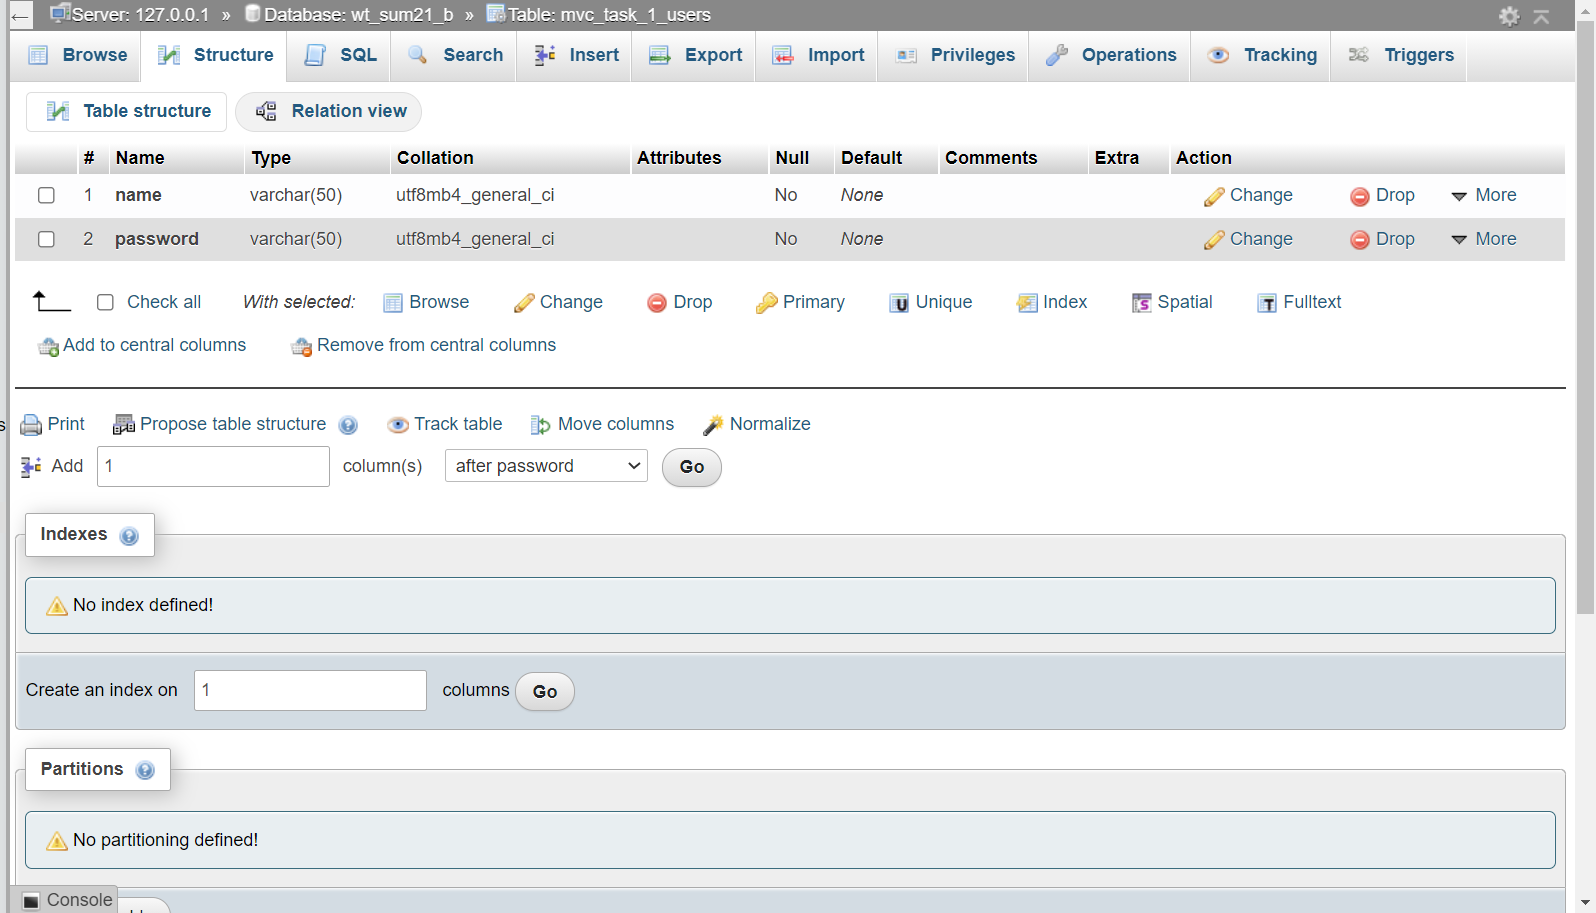 Server: 127.0.0.1 » Database: wt_sum21_b » Table: mvc_task_1_users
Browse Structure SQL Search Insert Export Import Privileges Operations Tracking Triggers
Table structure Relation view
# Name Type Collation Attributes Null Default Comments Extra Action
1 name varchar(50) utf8mb4_general_ci No None Change Drop More
2 password varchar(50) utf8mb4_general_ci No None Change Drop More
Check all With selected: Browse Change Drop Primary Unique Index Spatial Fulltext
Add to central columns Remove from central columns
s Print Propose table structure Track table Move columns Normalize
Add 1 column(s) after password Go
Indexes
No index defined!
Create an index on 1 columns Go
Partitions
No partitioning defined!
Console